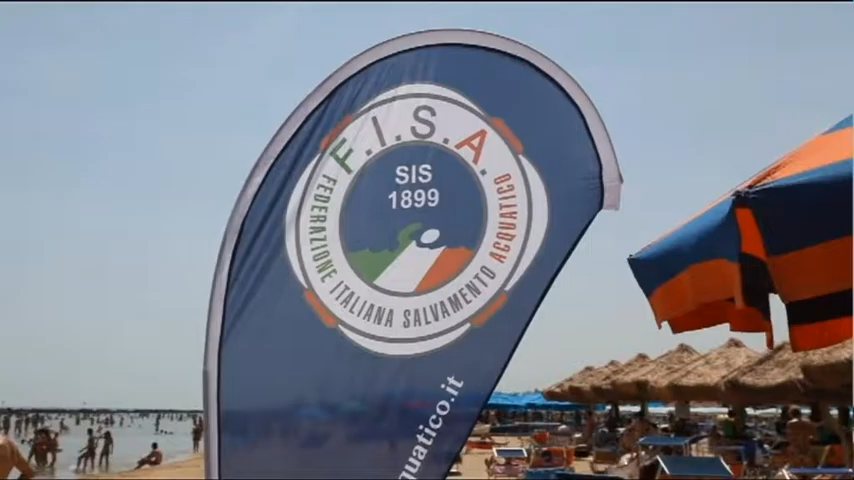 F.I.S.A.
SIS
1899
FEDERAZIONE ITALIANA SALVAMENTO ACQUATICO
quatico.it